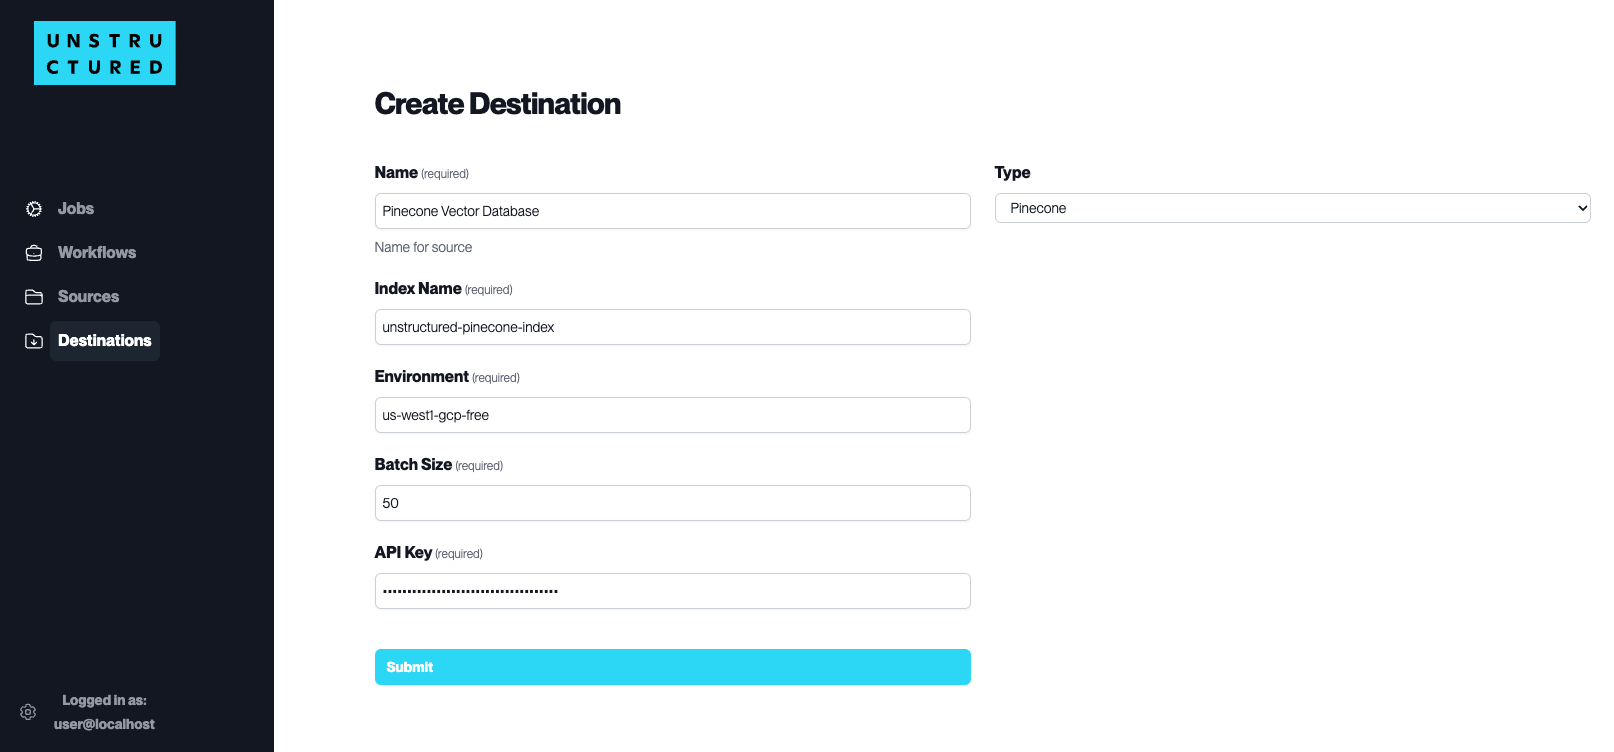 UNSTRU
CTURED
Jobs
Workflows
Sources
Destinations
Logged in as:
user@localhost
Create Destination
Name (required)
Pinecone Vector Database
Name for source
Index Name (required)
unstructured-pinecone-index
Environment (required)
us-west1-gcp-free
Batch Size (required)
50
API Key (required)
Submit
Type
Pinecone